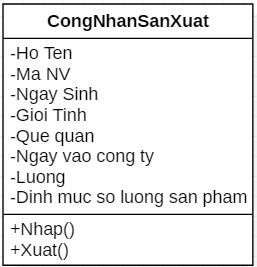 CongNhanSanXuat
-Ho Ten
-Ma NV
-Ngay Sinh
-Gioi Tinh
-Que quan
-Ngay vao cong ty
-Luong
-Dinh muc so luong san pham
+Nhap()
+Xuat()